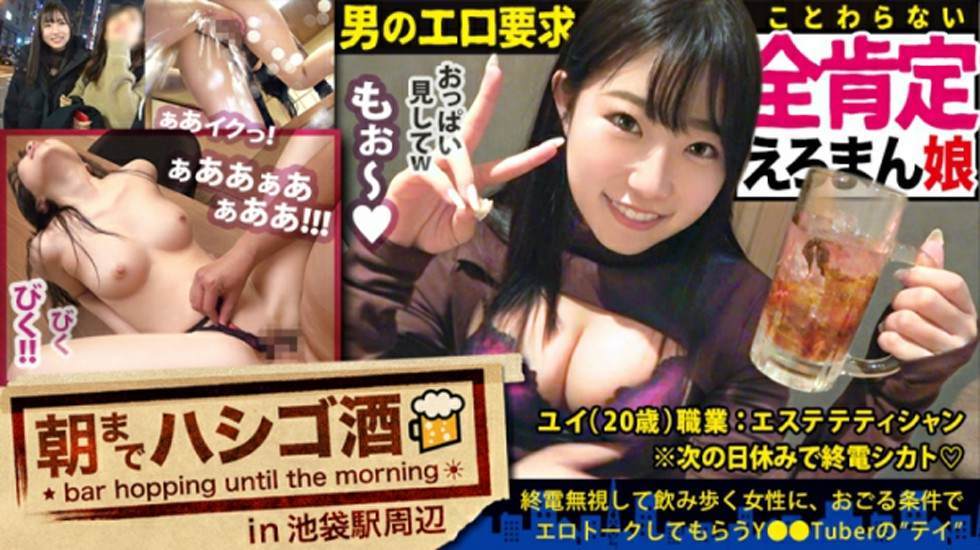 男のエロ要求
ことわらない
全肯定
えろまん娘
おっぱい
見してw
もぉ～♥
ぁあイクっ!
ぁぁあぁあ
ぁああ!!!
びく
びく!!
朝までハシゴ酒
★ bar hopping until the morning ☀
in 池袋駅周辺
ユイ(20歳)職業：エステテティシャン
※次の日休みで終電シカト♡
終電無視して飲み歩く女性に、おごる条件で
エロトークしてもらうY●●Tuberの”テイ”